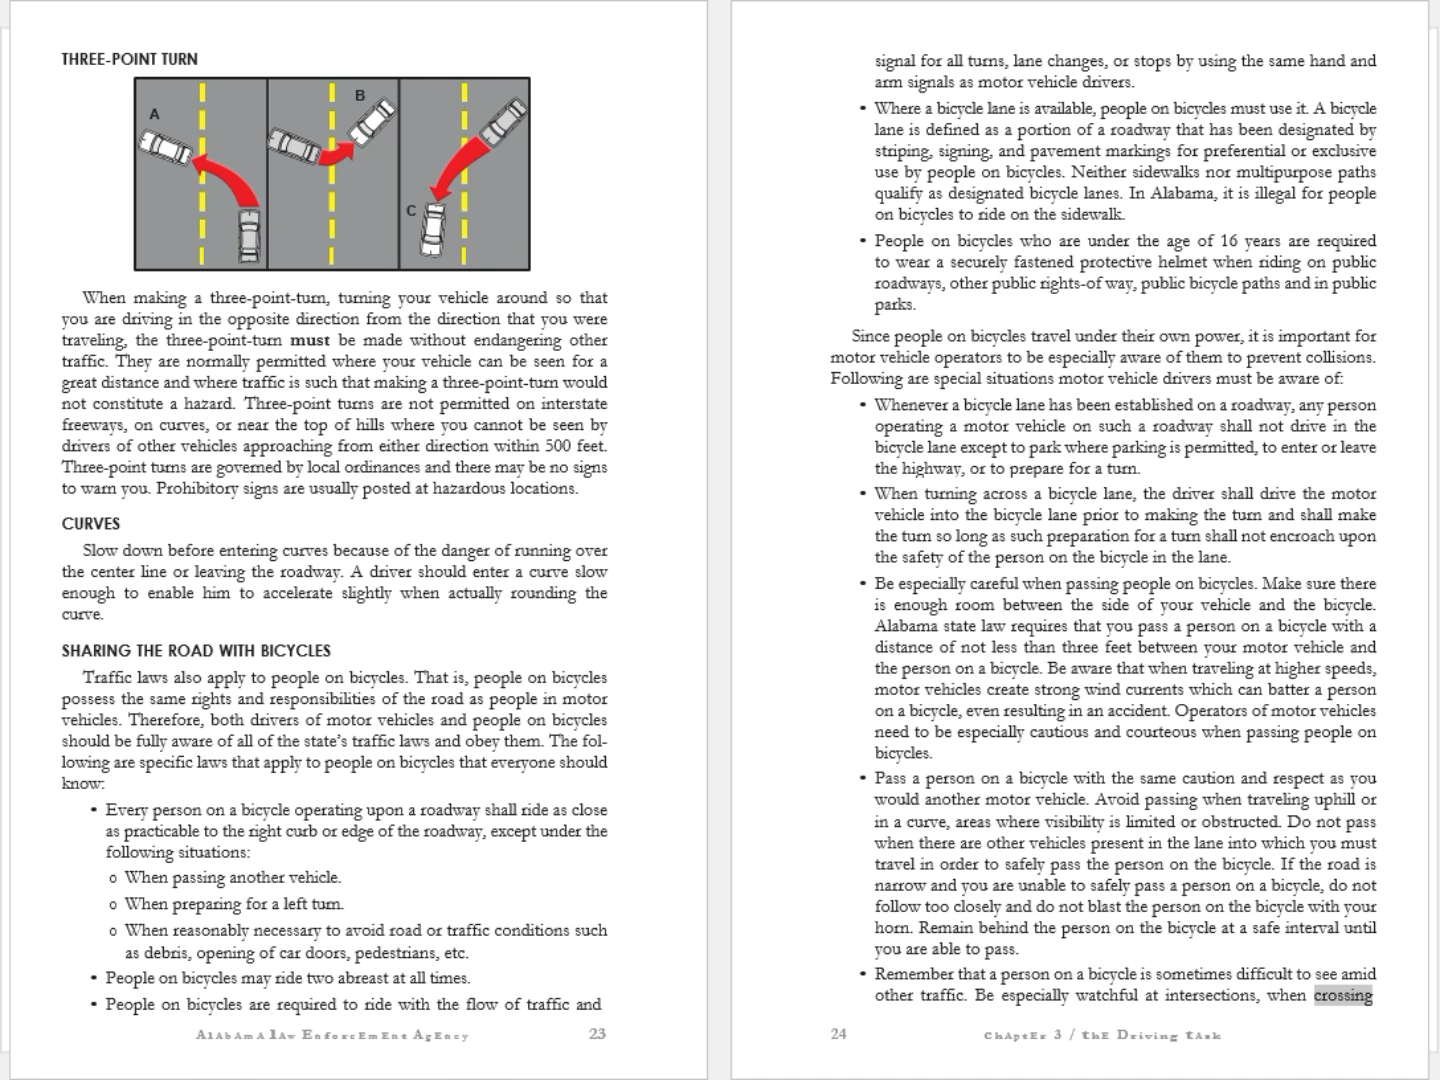 THREE-POINT TURN
A
B
C
When making a three-point-turn, turning your vehicle around so that
you are driving in the opposite direction from the direction that you were
traveling, the three-point-turn must be made without endangering other
traffic. They are normally permitted where your vehicle can be seen for a
great distance and where traffic is such that making a three-point-turn would
not constitute a hazard. Three-point turns are not permitted on interstate
freeways, on curves, or near the top of hills where you cannot be seen by
drivers of other vehicles approaching from either direction within 500 feet.
Three-point turns are governed by local ordinances and there may be no signs
to warn you. Prohibitory signs are usually posted at hazardous locations.
CURVES
Slow down before entering curves because of the danger of running over
the center line or leaving the roadway. A driver should enter a curve slow
enough to enable him to accelerate slightly when actually rounding the
curve.
SHARING THE ROAD WITH BICYCLES
Traffic laws also apply to people on bicycles. That is, people on bicycles
possess the same rights and responsibilities of the road as people in motor
vehicles. Therefore, both drivers of motor vehicles and people on bicycles
should be fully aware of all of the state's traffic laws and obey them. The fol-
lowing are specific laws that apply to people on bicycles that everyone should
know:
• Every person on a bicycle operating upon a roadway shall ride as close
as practicable to the right curb or edge of the roadway, except under the
following situations:
o When passing another vehicle.
o When preparing for a left turn.
o When reasonably necessary to avoid road or traffic conditions such
as debris, opening of car doors, pedestrians, etc.
• People on bicycles may ride two abreast at all times.
• People on bicycles are required to ride with the flow of traffic and
Alabama Law Enforcement Agency 23
signal for all turns, lane changes, or stops by using the same hand and
arm signals as motor vehicle drivers.
• Where a bicycle lane is available, people on bicycles must use it. A bicycle
lane is defined as a portion of a roadway that has been designated by
striping, signing, and pavement markings for preferential or exclusive
use by people on bicycles. Neither sidewalks nor multipurpose paths
qualify as designated bicycle lanes. In Alabama, it is illegal for people
on bicycles to ride on the sidewalk.
• People on bicycles who are under the age of 16 years are required
to wear a securely fastened protective helmet when riding on public
roadways, other public rights-of way, public bicycle paths and in public
parks.
Since people on bicycles travel under their own power, it is important for
motor vehicle operators to be especially aware of them to prevent collisions.
Following are special situations motor vehicle drivers must be aware of:
• Whenever a bicycle lane has been established on a roadway, any person
operating a motor vehicle on such a roadway shall not drive in the
bicycle lane except to park where parking is permitted, to enter or leave
the highway, or to prepare for a turn.
• When turning across a bicycle lane, the driver shall drive the motor
vehicle into the bicycle lane prior to making the turn and shall make
the turn so long as such preparation for a turn shall not encroach upon
the safety of the person on the bicycle in the lane.
• Be especially careful when passing people on bicycles. Make sure there
is enough room between the side of your vehicle and the bicycle.
Alabama state law requires that you pass a person on a bicycle with a
distance of not less than three feet between your motor vehicle and
the person on a bicycle. Be aware that when traveling at higher speeds,
motor vehicles create strong wind currents which can batter a person
on a bicycle, even resulting in an accident. Operators of motor vehicles
need to be especially cautious and courteous when passing people on
bicycles.
• Pass a person on a bicycle with the same caution and respect as you
would another motor vehicle. Avoid passing when traveling uphill or
in a curve, areas where visibility is limited or obstructed. Do not pass
when there are other vehicles present in the lane into which you must
travel in order to safely pass the person on the bicycle. If the road is
narrow and you are unable to safely pass a person on a bicycle, do not
follow too closely and do not blast the person on the bicycle with your
horn. Remain behind the person on the bicycle at a safe interval until
you are able to pass.
• Remember that a person on a bicycle is sometimes difficult to see amid
other traffic. Be especially watchful at intersections, when crossing
24 Chapter 3 / the Driving task